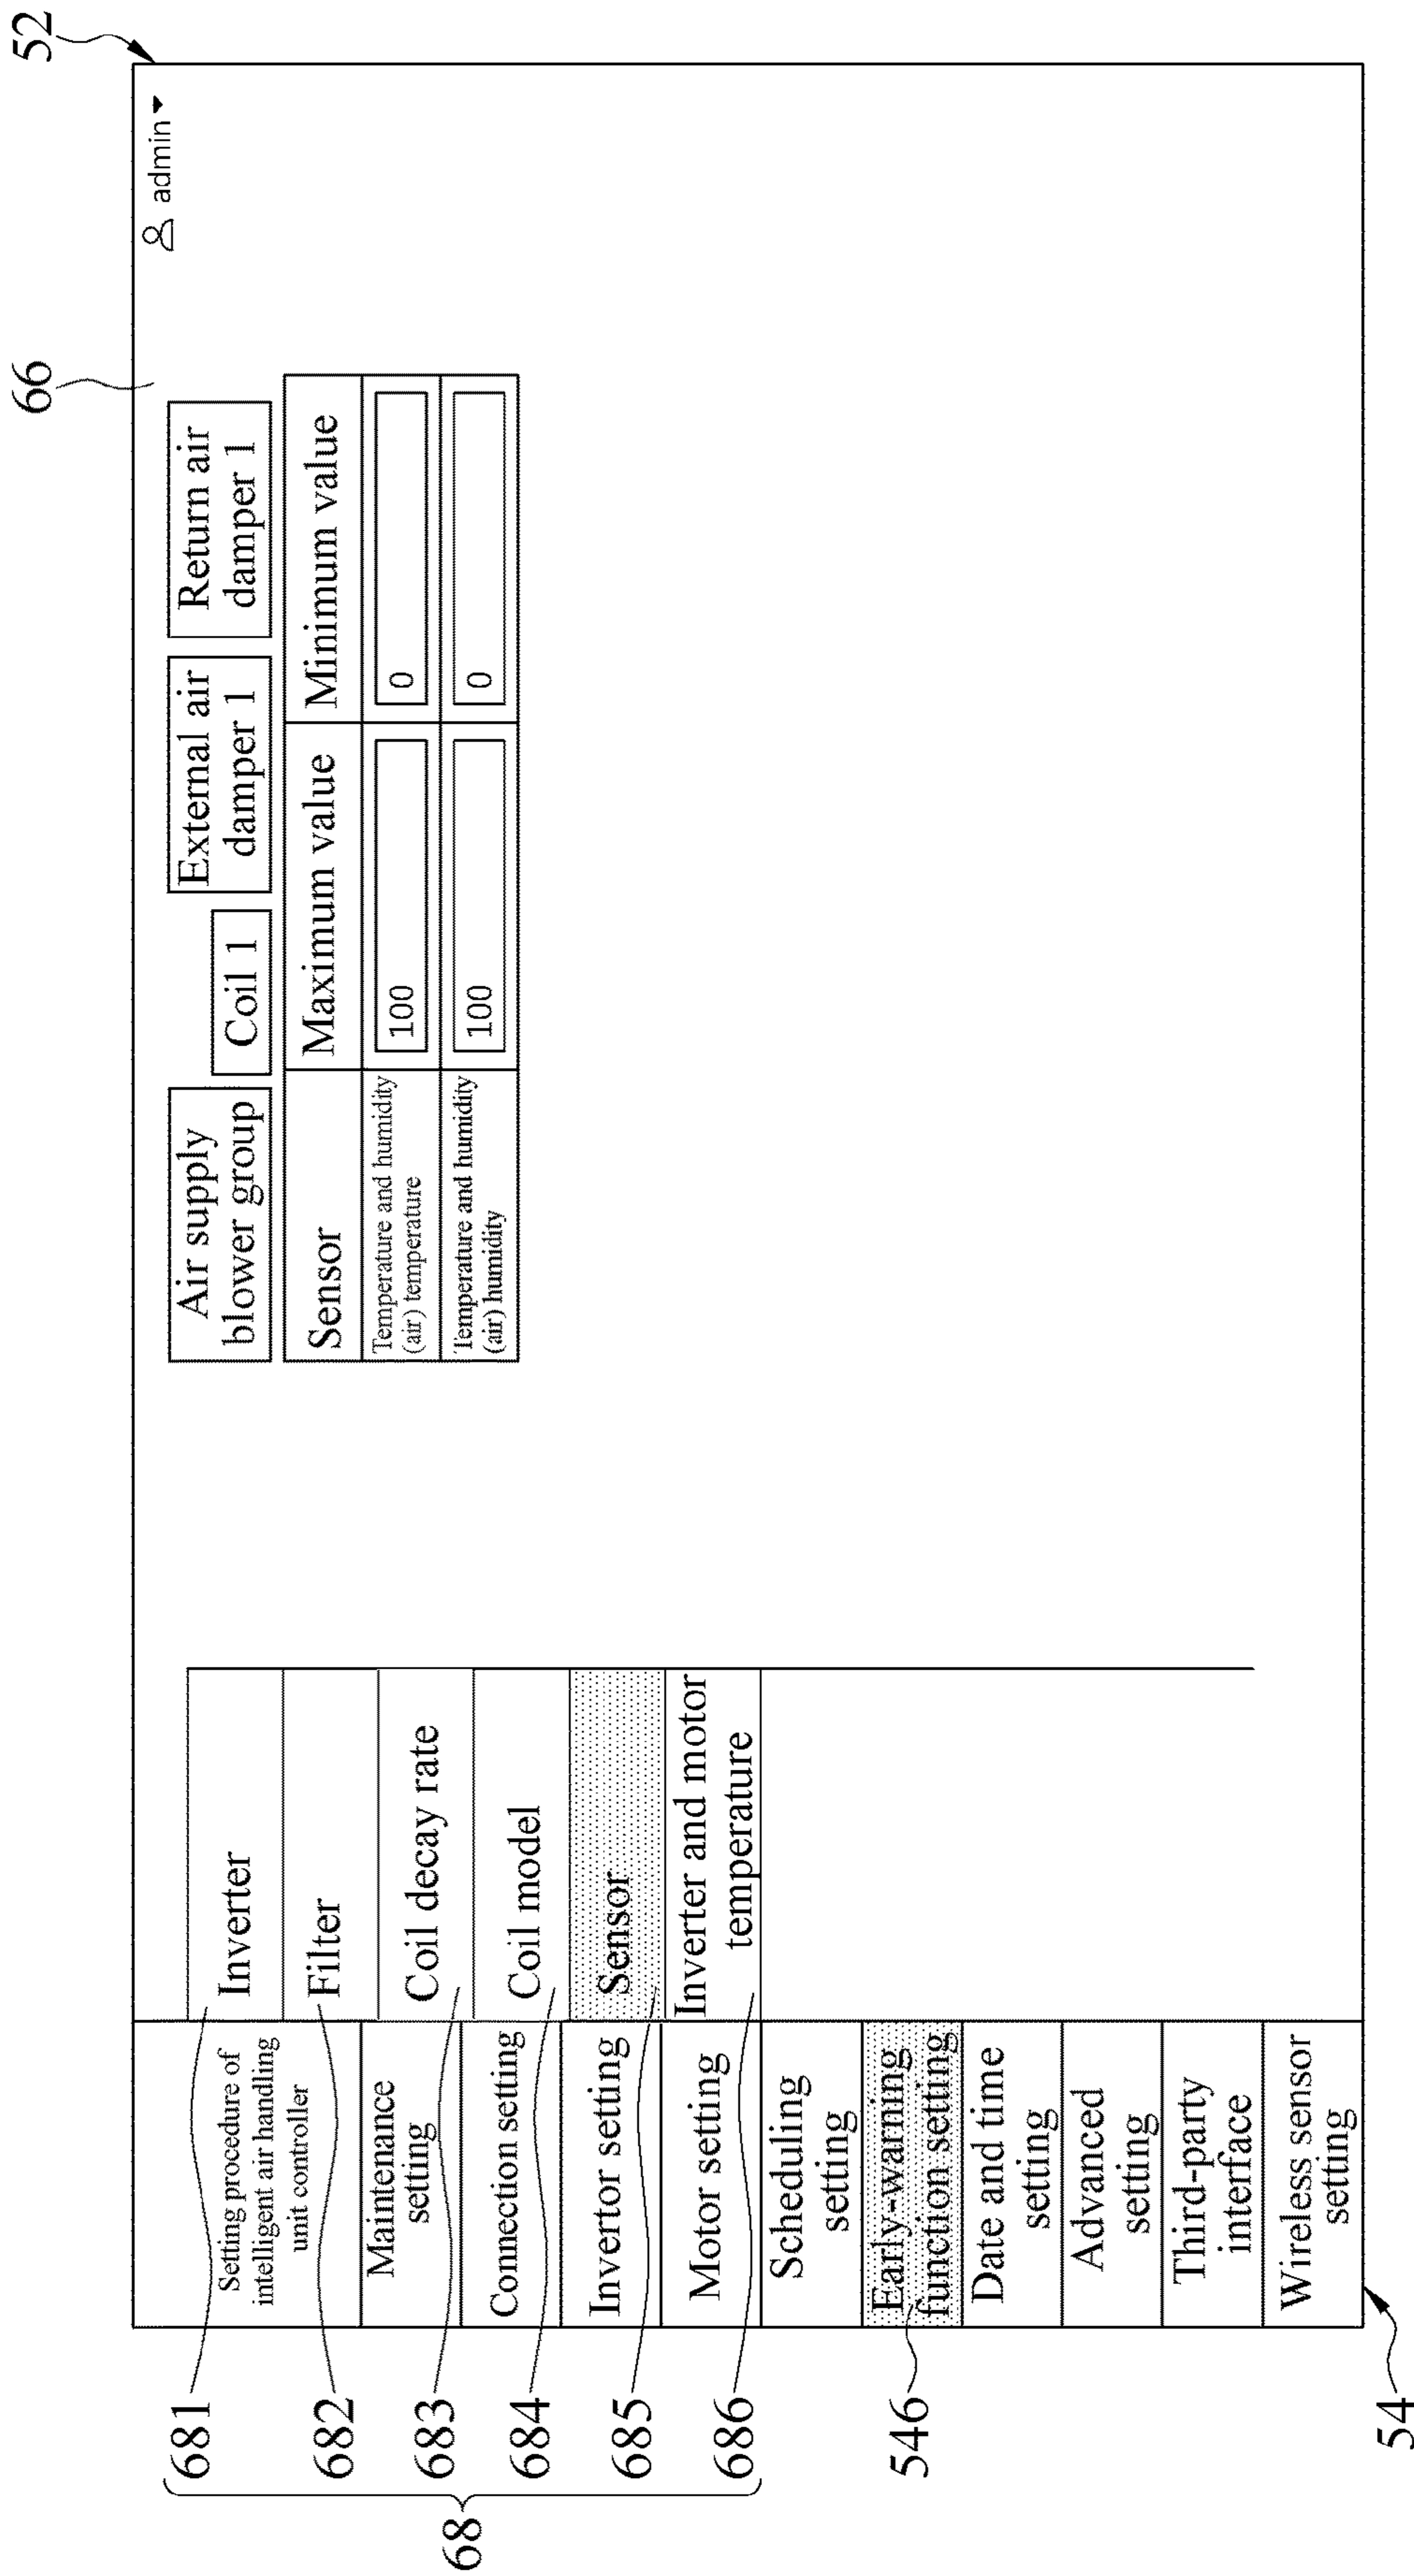 52
admin
66
Air supply
blower group
Coil 1
External air
damper 1
Return air
damper 1
Sensor
Maximum value
Minimum value
Temperature and humidity
(air) temperature
100
0
Temperature and humidity
(air) humidity
100
0
Inverter
Filter
Coil decay rate
Coil model
Sensor
Inverter and motor
temperature
Setting procedure of
intelligent air handling
unit controller
Maintenance
setting
Connection setting
Invertor setting
Motor setting
Scheduling
setting
Early-warning
function setting
Date and time
setting
Advanced
setting
Third-party
interface
Wireless sensor
setting
681
682
683
684
685
686
68
546
54